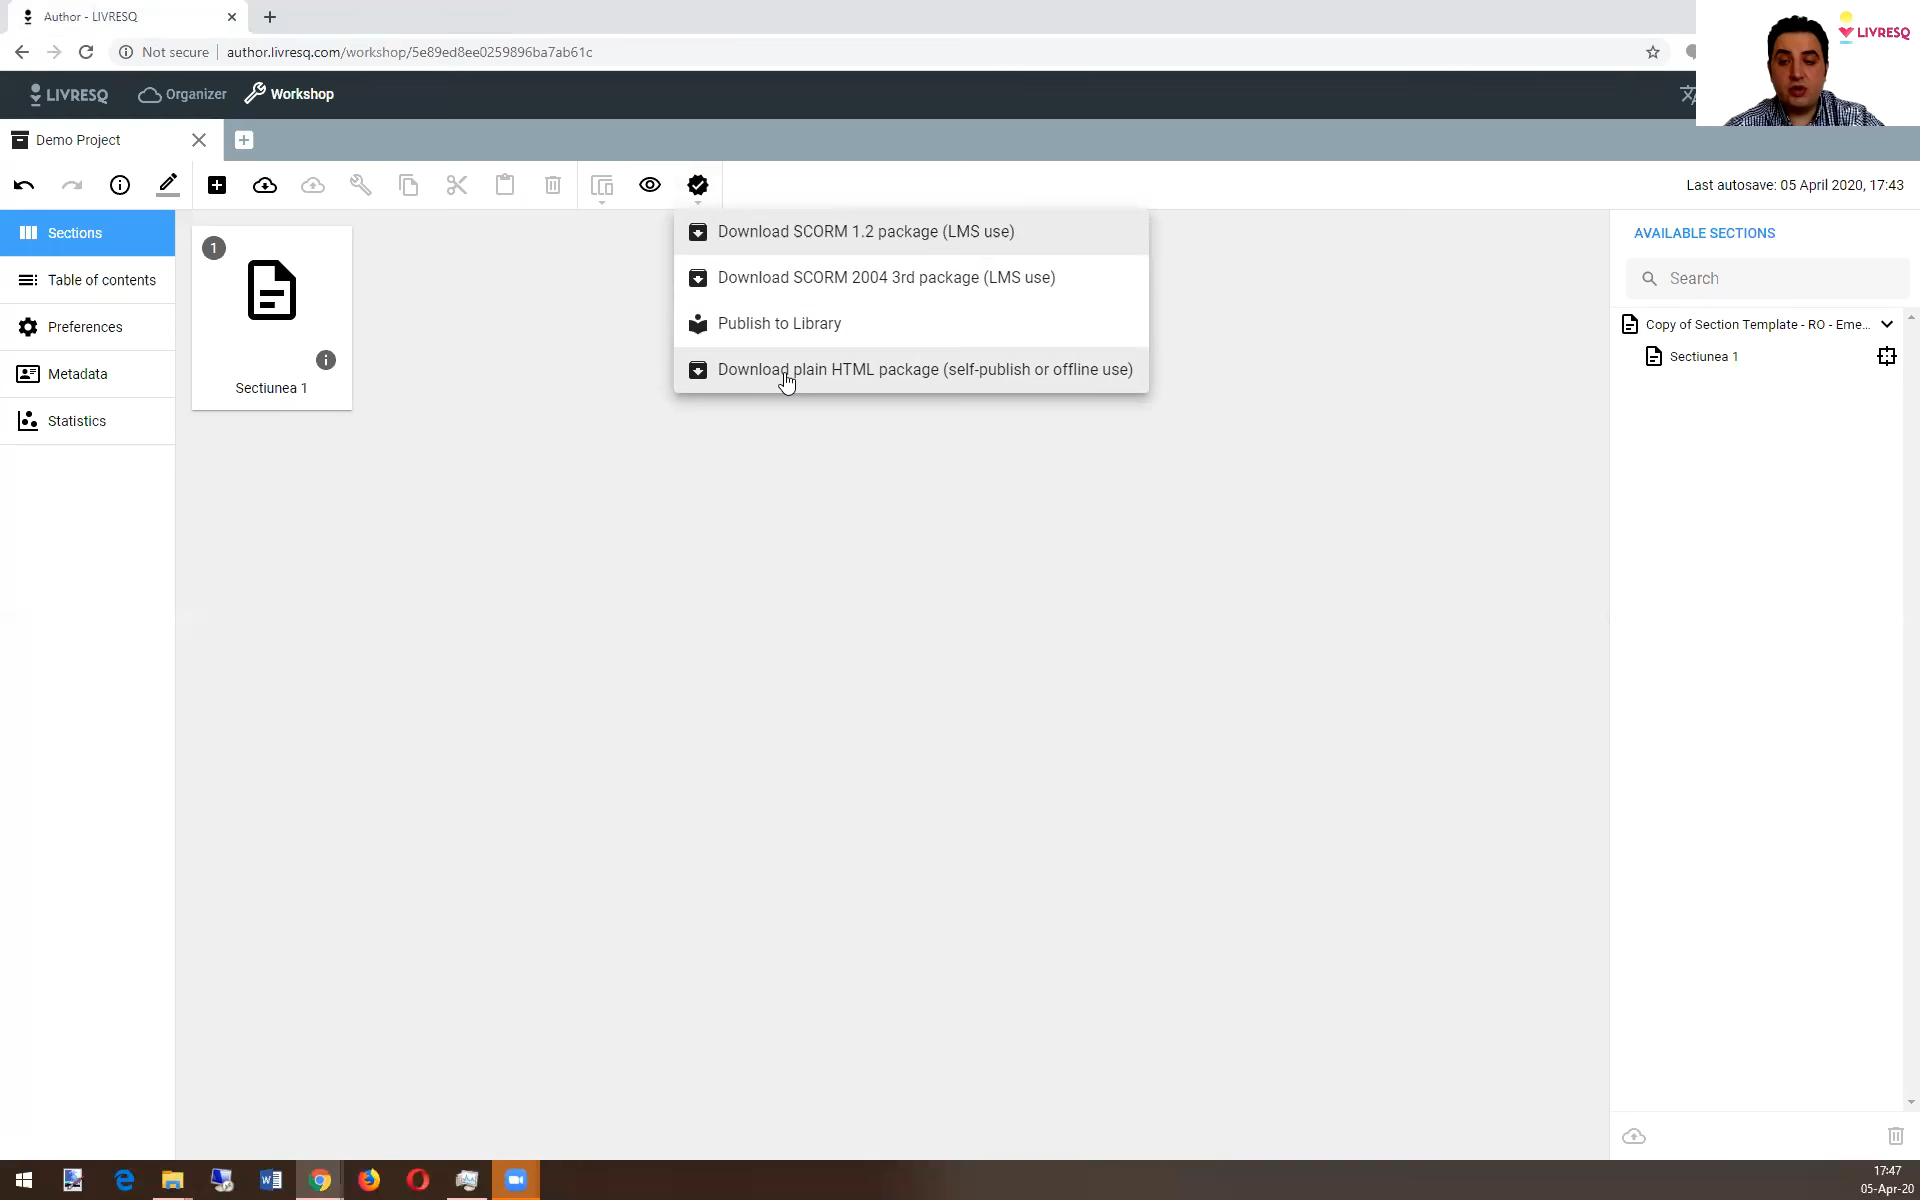 Author - LIVRESQ
LIVRESQ
Not secure
author.livresq.com/workshop/5e89ed8ee0259896ba7ab61c
LIVRESQ
Organizer
Workshop
Demo Project
Last autosave: 05 April 2020, 17:43
Sections
Table of contents
Preferences
Metadata
Statistics
1
Sectiunea 1
Download SCORM 1.2 package (LMS use)
Download SCORM 2004 3rd package (LMS use)
Publish to Library
Download plain HTML package (self-publish or offline use)
AVAILABLE SECTIONS
Search
Copy of Section Template - RO - Eme...
Sectiunea 1
17:47
05-Apr-20